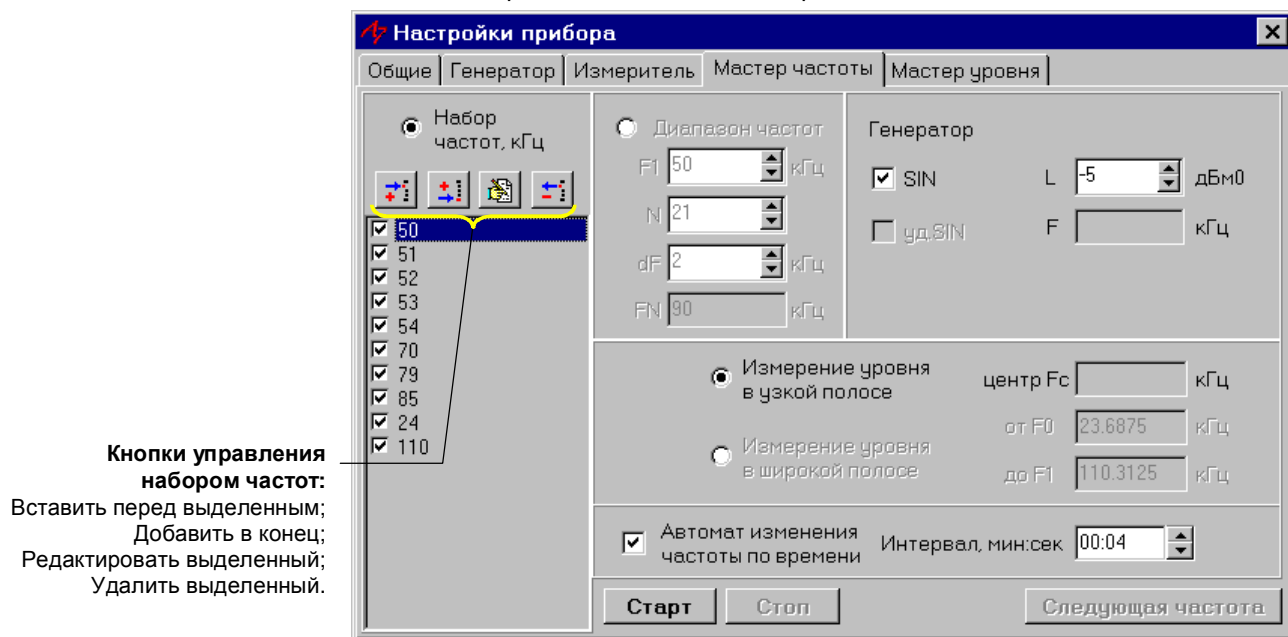 Настройки прибора
Общие Генератор Измеритель Мастер частоты Мастер уровня
Набор
частот, кГц
50
51
52
53
54
70
79
85
24
110
Диапазон частот
F1 50 кГц
N 21
dF 2 кГц
FN 90 кГц
Генератор
SIN L -5 дБм0
уд.SIN F кГц
Измерение уровня
в узкой полосе
центр Fc кГц
Измерение уровня
в широкой полосе
от F0 23.6875 кГц
до F1 110.3125 кГц
Автомат изменения
частоты по времени
Интервал, мин:сек 00:04
Старт Стоп Следующая частота
Кнопки управления
набором частот:
Вставить перед выделенным;
Добавить в конец;
Редактировать выделенный;
Удалить выделенный.